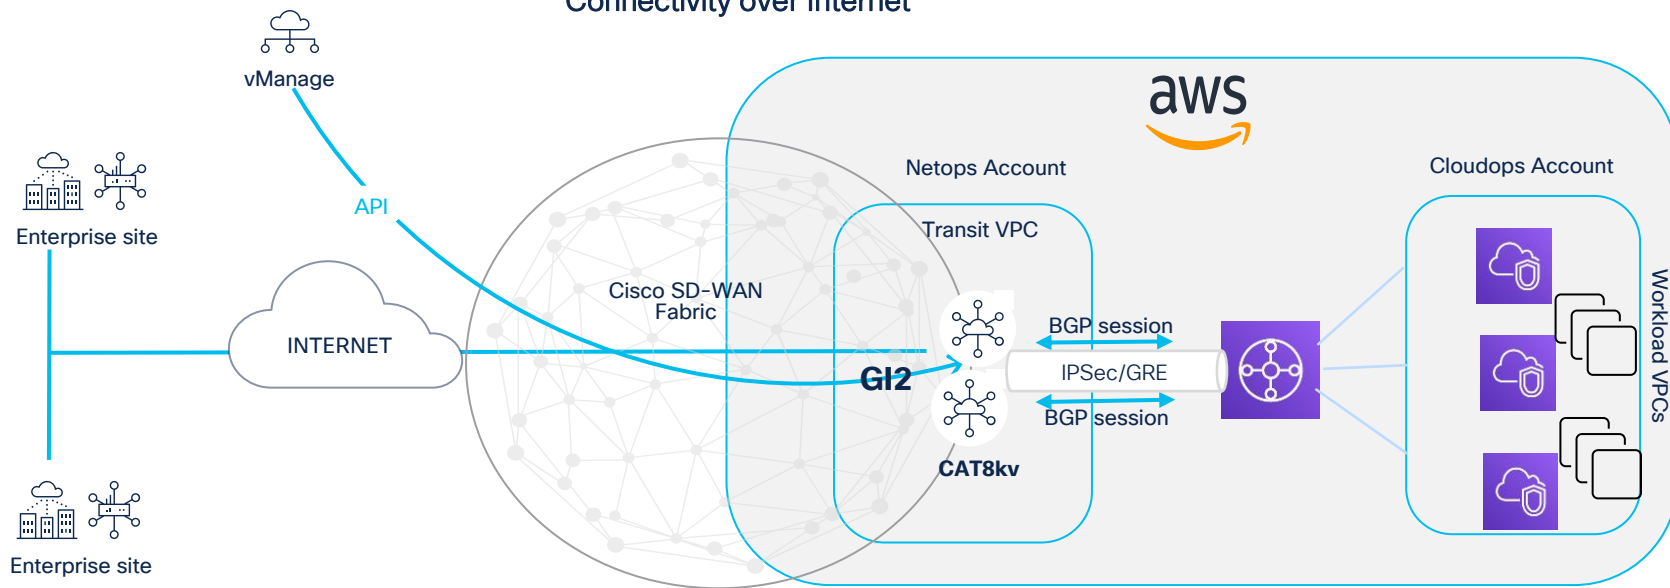 Connectivity over Internet
vManage
aws
Netops Account
Cloudops Account
Enterprise site
API
Transit VPC
Cisco SD-WAN
Fabric
INTERNET
BGP session
GI2
IPSec/GRE
BGP session
CAT8kv
Workload VPCs
Enterprise site